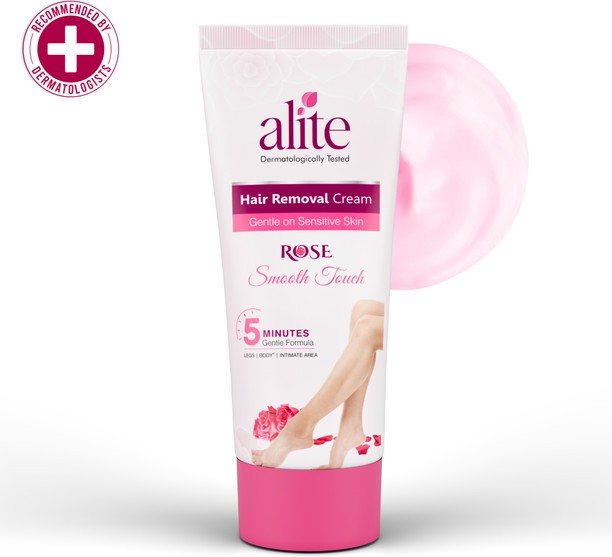 RECOMMENDED BY
DERMATOLOGISTS
alite
Dermatologically Tested
Hair Removal Cream
Gentle on Sensitive Skin
ROSE
Smooth Touch
5 MINUTES
Gentle Formula
LEGS | BODY* | INTIMATE AREA